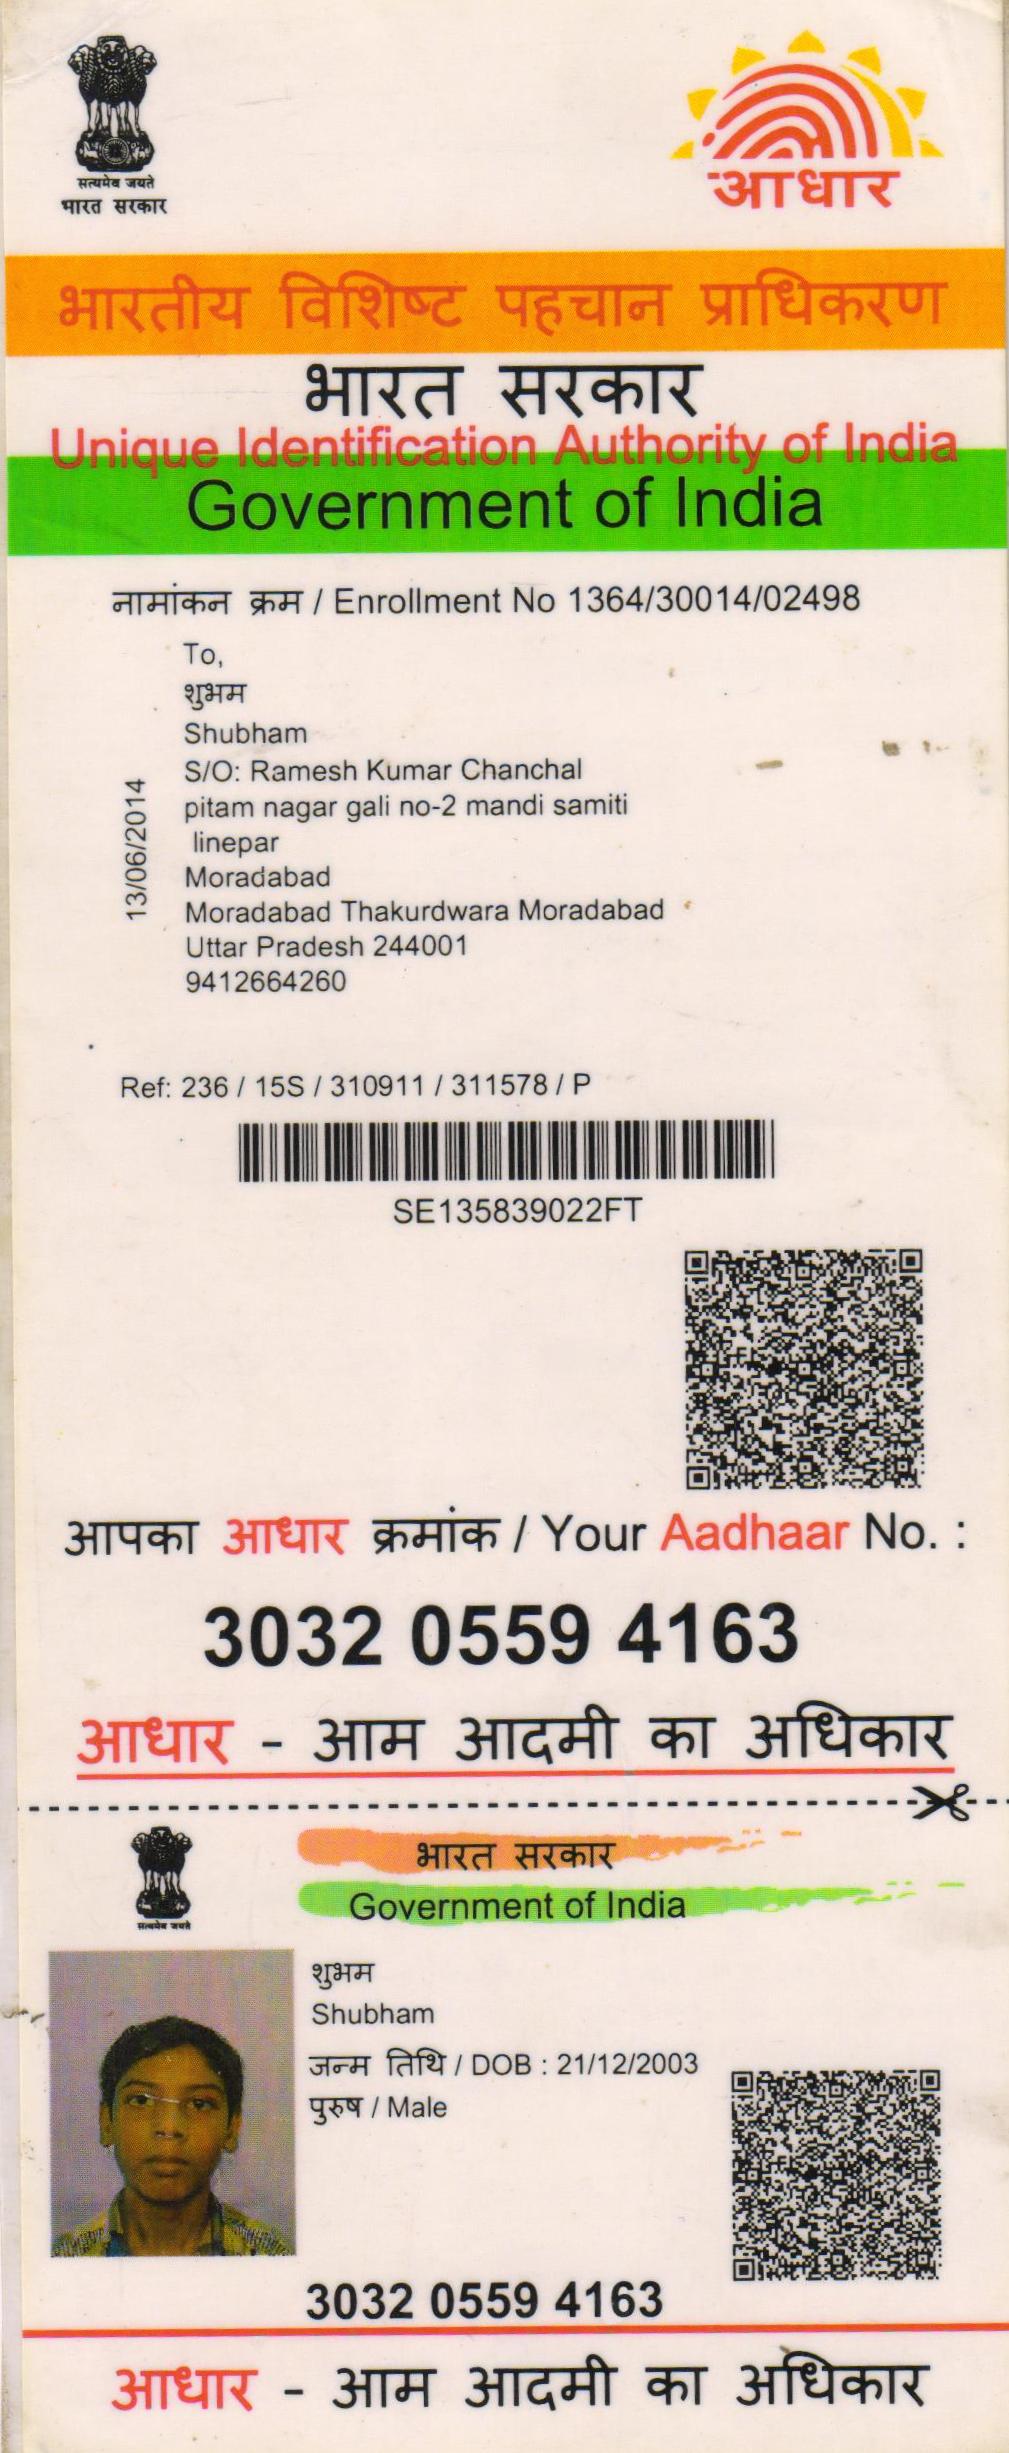 सत्यमेव जयते
भारत सरकार
आधार
भारतीय विशिष्ट पहचान प्राधिकरण
भारत सरकार
Unique Identification Authority of India
Government of India
नामांकन क्रम / Enrollment No 1364/30014/02498
To,
शुभम
Shubham
S/O: Ramesh Kumar Chanchal
pitam nagar gali no-2 mandi samiti
linepar
Moradabad
Moradabad Thakurdwara Moradabad
Uttar Pradesh 244001
9412664260
13/06/2014
Ref: 236 / 15S / 310911 / 311578 / P
SE135839022FT
आपका आधार क्रमांक / Your Aadhaar No. :
3032 0559 4163
आधार - आम आदमी का अधिकार
सत्यमेव जयते
भारत सरकार
Government of India
शुभम
Shubham
जन्म तिथि / DOB : 21/12/2003
पुरुष / Male
3032 0559 4163
आधार - आम आदमी का अधिकार